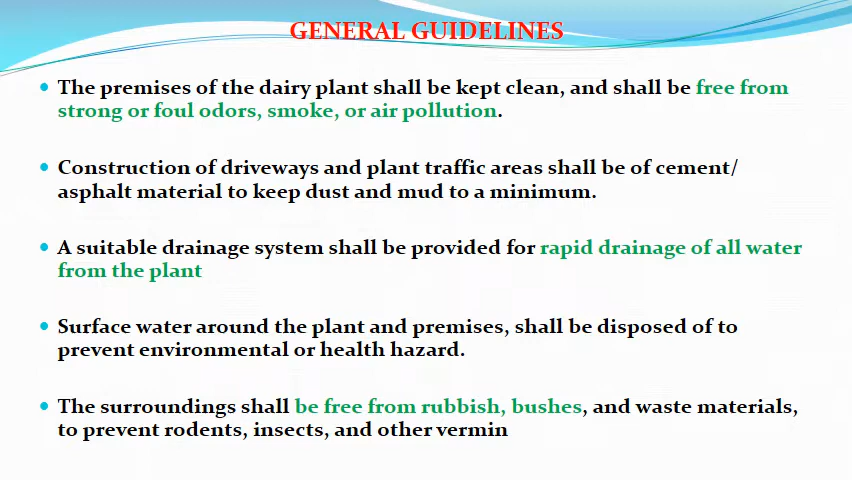 GENERAL GUIDELINES
The premises of the dairy plant shall be kept clean, and shall be free from
strong or foul odors, smoke, or air pollution.
Construction of driveways and plant traffic areas shall be of cement/
asphalt material to keep dust and mud to a minimum.
A suitable drainage system shall be provided for rapid drainage of all water
from the plant
Surface water around the plant and premises, shall be disposed of to
prevent environmental or health hazard.
The surroundings shall be free from rubbish, bushes, and waste materials,
to prevent rodents, insects, and other vermin